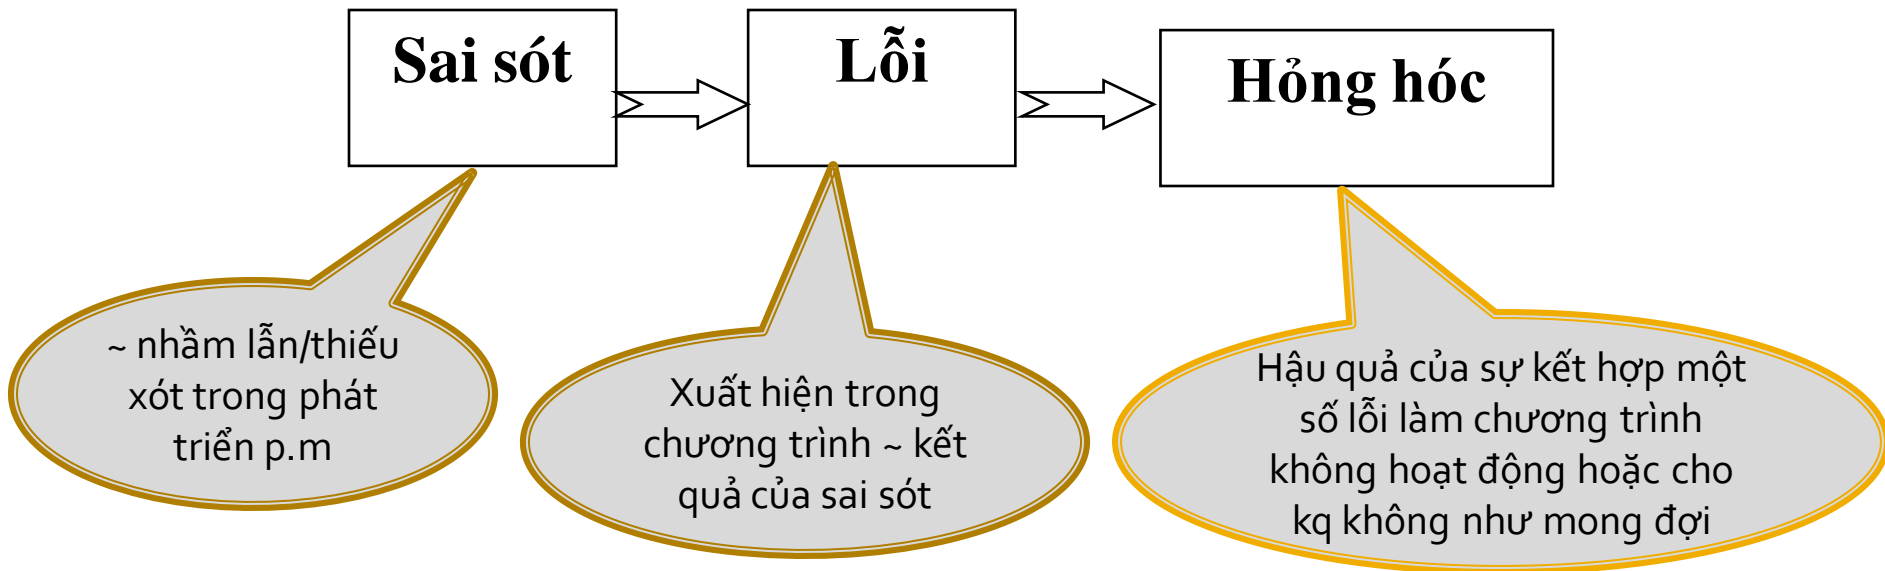 Sai sót
Lỗi
Hỏng hóc
~ nhầm lẫn/thiếu
xót trong phát
triển p.m
Xuất hiện trong
chương trình ~ kết
quả của sai sót
Hậu quả của sự kết hợp một
số lỗi làm chương trình
không hoạt động hoặc cho
kq không như mong đợi